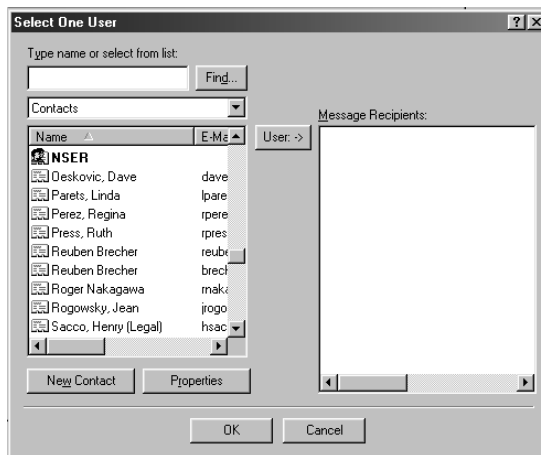 Select One User
Type name or select from list:
Find...
Contacts
Message Recipients:
Name E-Ma
User: ->
NSER
Oeskovic, Dave dave
Parets, Linda lpare
Perez, Regina rpere
Press, Ruth rpres
Reuben Brecher reube
Reuben Brecher brech
Roger Nakagawa rnaka
Rogowsky, Jean jrogo
Sacco, Henry (Legal) hsac
New Contact Properties
OK Cancel